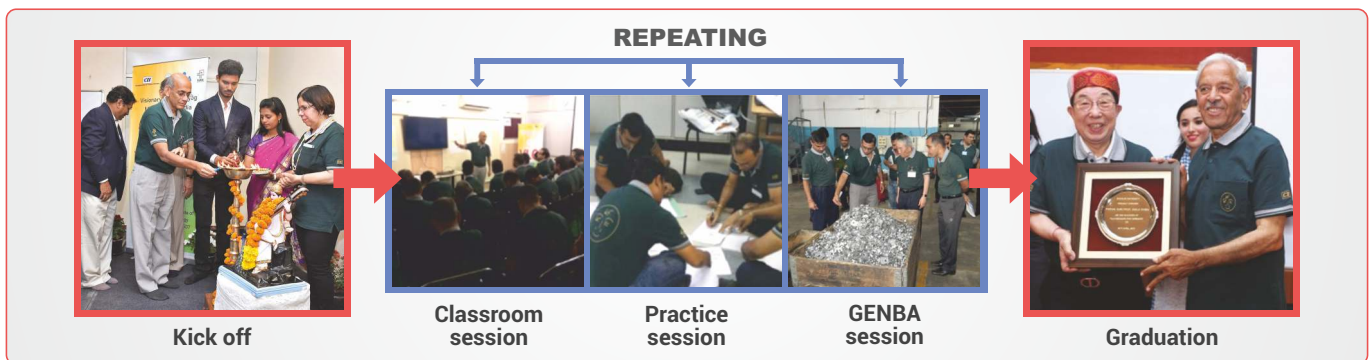 REPEATING
Kick off
Classroom
session
Practice
session
GENBA
session
Graduation